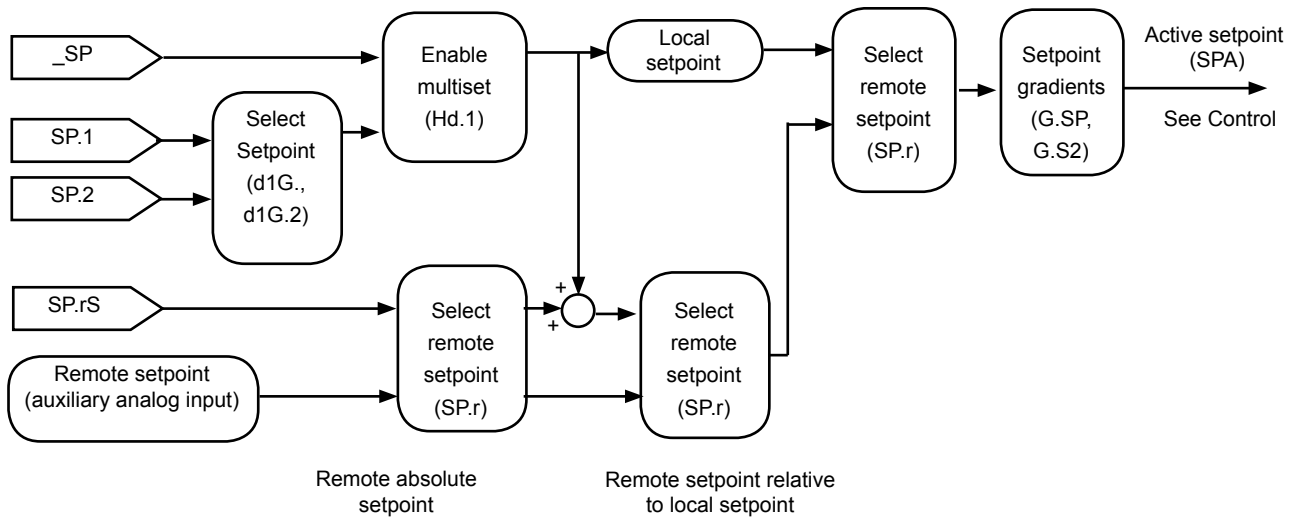 _SP
SP.1
SP.2
Select
Setpoint
(d1G.,
d1G.2)
Enable
multiset
(Hd.1)
Local
setpoint
Select
remote
setpoint
(SP.r)
Setpoint
gradients
(G.SP,
G.S2)
Active setpoint
(SPA)
See Control
SP.rS
Remote setpoint
(auxiliary analog input)
Select
remote
setpoint
(SP.r)
+
+
Select
remote
setpoint
(SP.r)
Remote absolute
setpoint
Remote setpoint relative
to local setpoint